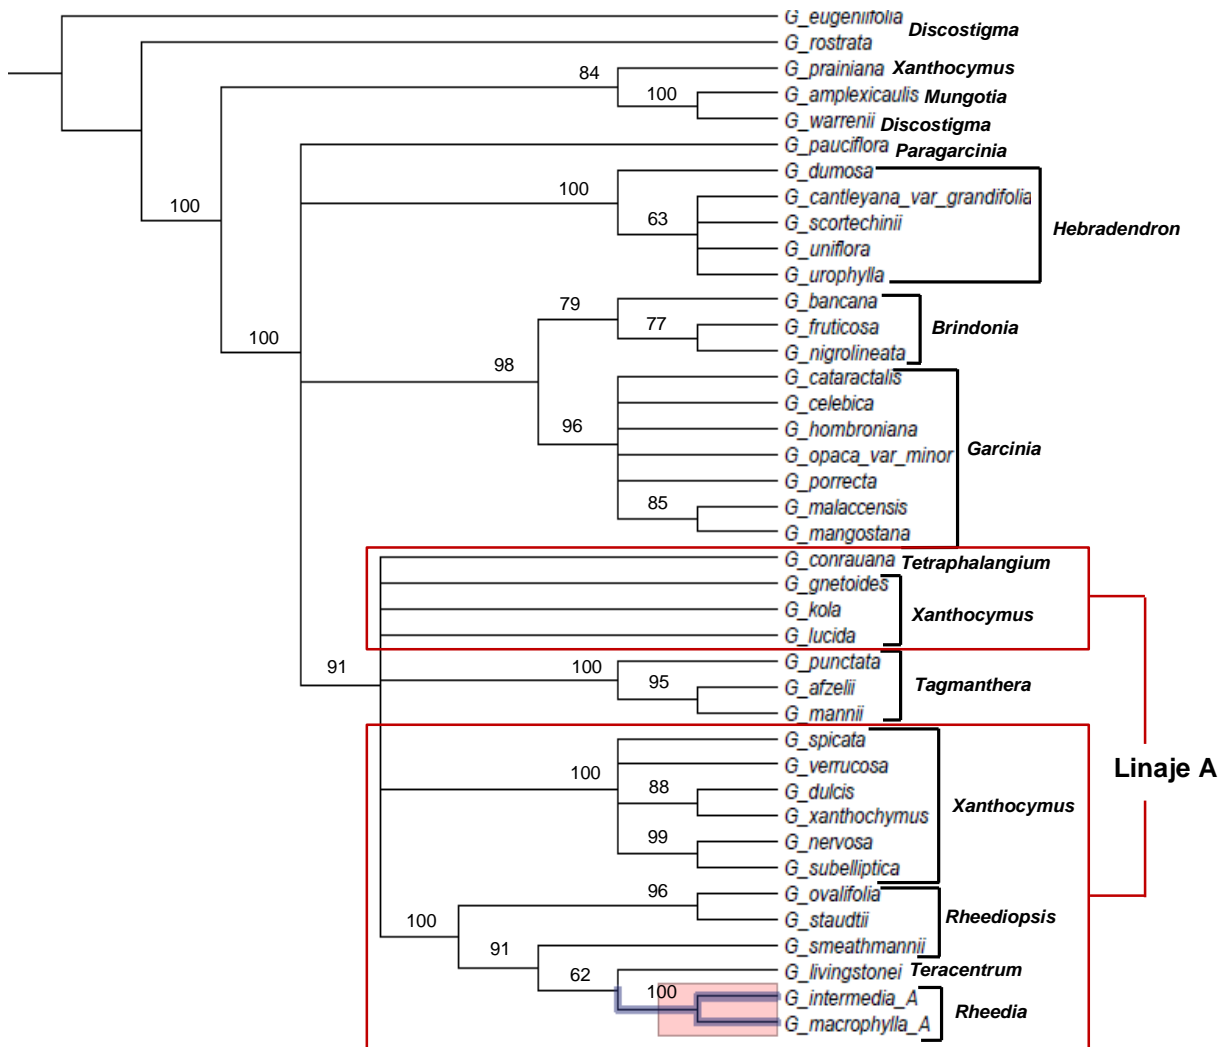 G_eugeniifolia
Discostigma
G_rostrata
84
G_prainiana Xanthocymus
100
G_amplexicaulis Mungotia
G_warrenii Discostigma
G_pauciflora
Paragarcinia
100
G_dumosa
100
G_cantleyana_var_grandifolia
63
G_scortechinii
Hebradendron
G_uniflora
G_urophylla
79
G_bancana
77
G_fruticosa
Brindonia
100
G_nigrolineata
98
G_cataractalis
G_celebica
96
G_hombroniana
Garcinia
G_opaca_var_minor
G_porrecta
85
G_malaccensis
G_mangostana
G_conrauana Tetraphalangium
G_gnetoides
G_kola
Xanthocymus
G_lucida
91
100
G_punctata
95
G_afzelii
Tagmanthera
G_mannii
G_spicata
100
G_verrucosa
Linaje A
88
G_dulcis
Xanthocymus
G_xanthochymus
99
G_nervosa
G_subelliptica
96
G_ovalifolia
100
G_staudtii
Rheediopsis
91
G_smeathmannii
62
G_livingstonei Teracentrum
100
G_intermedia_A
Rheedia
G_macrophylla_A